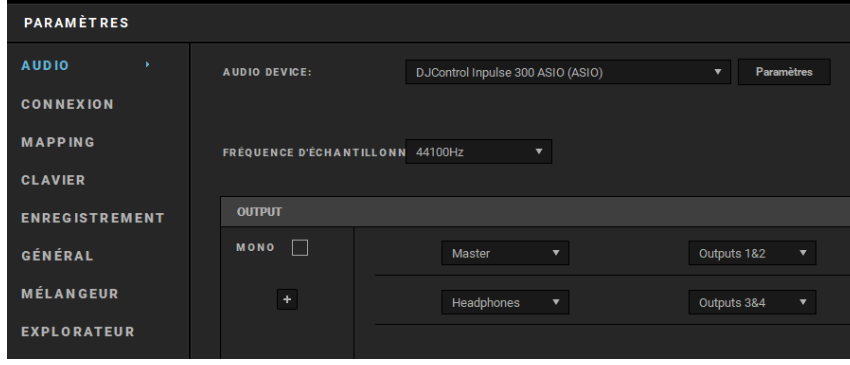 PARAMÈTRES
AUDIO
AUDIO DEVICE:
DJControl Inpulse 300 ASIO (ASIO)
Paramètres
CONNEXION
MAPPING
FRÉQUENCE D'ÉCHANTILLONN
44100Hz
CLAVIER
ENREGISTREMENT
OUTPUT
GÉNÉRAL
MONO
Master
Outputs 1&2
MÉLANGEUR
+
Headphones
Outputs 3&4
EXPLORATEUR